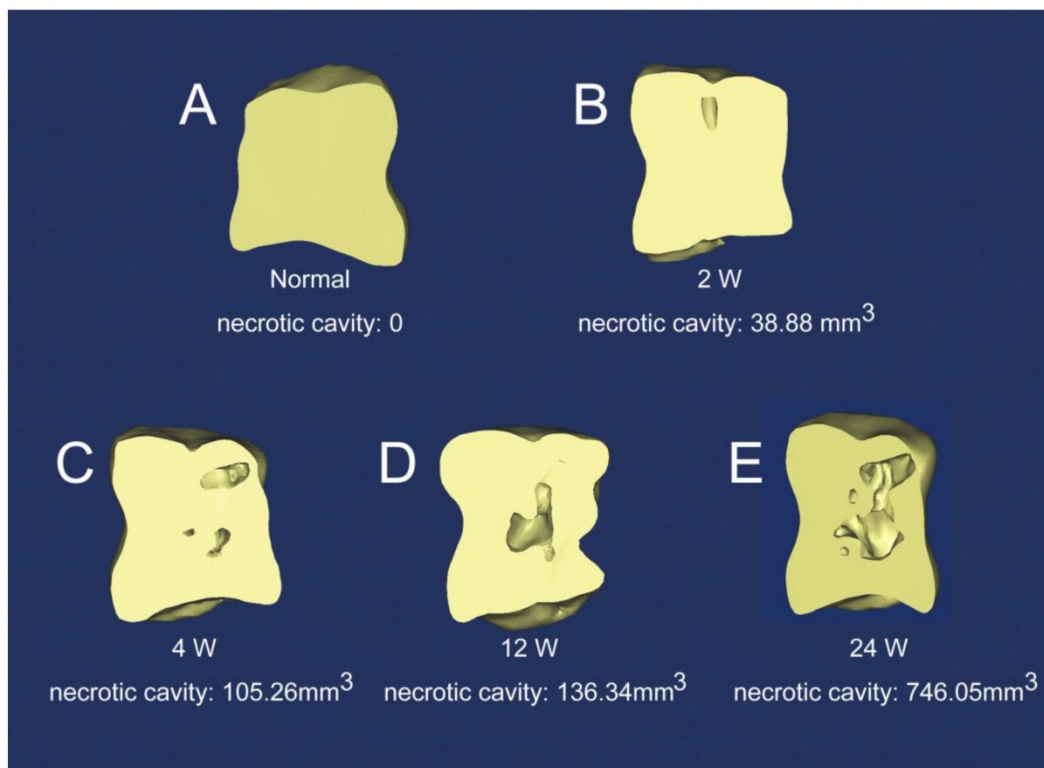 A
B
Normal
2 W
necrotic cavity: 0
necrotic cavity: 38.88 mm³
C
D
E
4 W
12 W
24 W
necrotic cavity: 105.26mm³
necrotic cavity: 136.34mm³
necrotic cavity: 746.05mm³